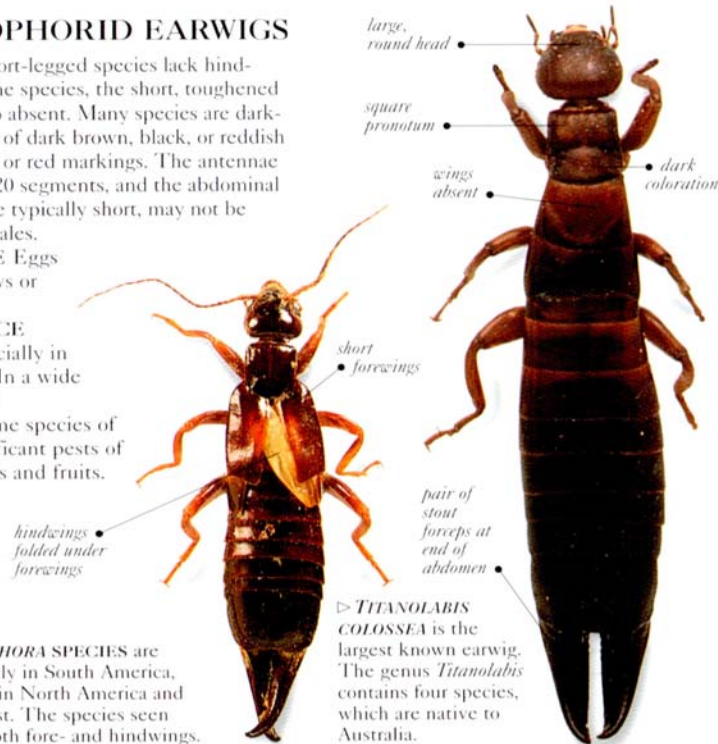 OPHORID EARWIGS
ort-legged species lack hind-
ne species, the short, toughened
o absent. Many species are dark-
of dark brown, black, or reddish
or red markings. The antennae
20 segments, and the abdominal
e typically short, may not be
ales.
E Eggs
ws or
CE
cially in
In a wide
ne species of
ficant pests of
s and fruits.
large,
round head
square
pronotum
wings
absent
dark
coloration
short
forewings
hindwings
folded under
forewings
pair of
stout
forceps at
end of
abdomen
HORA SPECIES are
ly in South America,
in North America and
st. The species seen
oth fore- and hindwings.
▷ TITANOLABIS
COLOSSEA is the
largest known earwig.
The genus Titanolabis
contains four species,
which are native to
Australia.